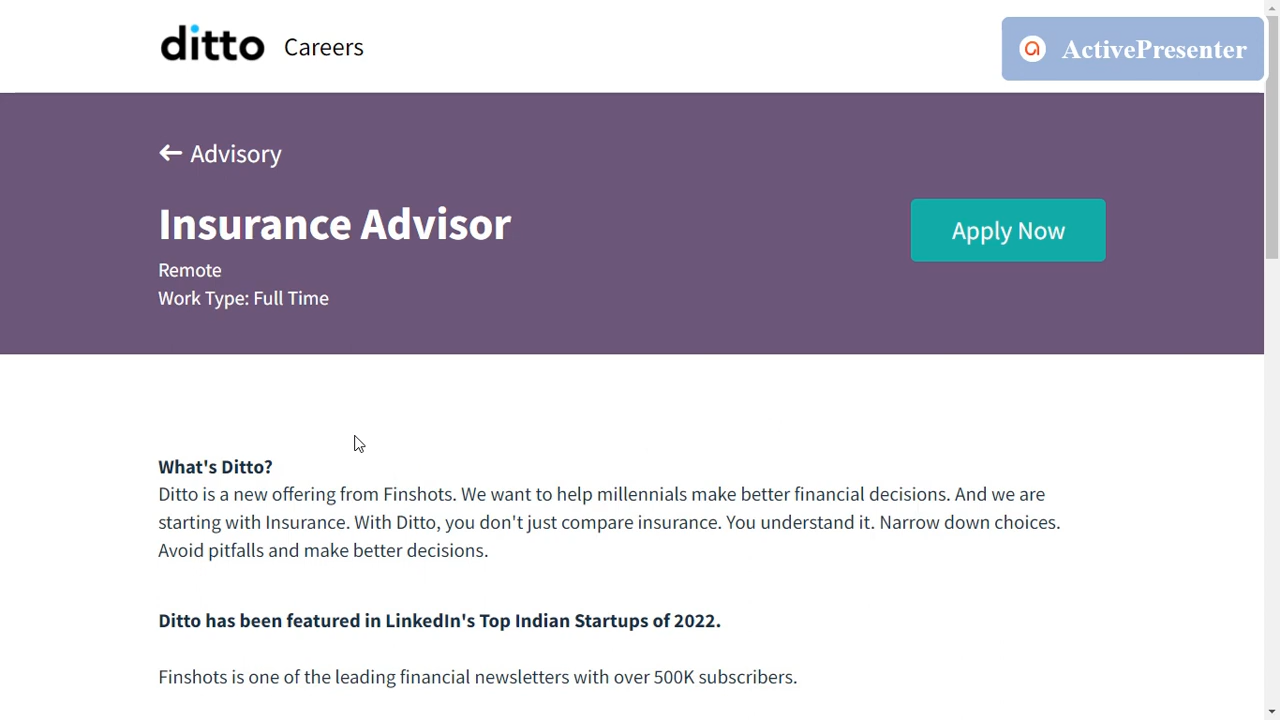 ditto Careers
ActivePresenter
← Advisory
Insurance Advisor
Apply Now
Remote
Work Type: Full Time
What's Ditto?
Ditto is a new offering from Finshots. We want to help millennials make better financial decisions. And we are
starting with Insurance. With Ditto, you don't just compare insurance. You understand it. Narrow down choices.
Avoid pitfalls and make better decisions.
Ditto has been featured in LinkedIn's Top Indian Startups of 2022.
Finshots is one of the leading financial newsletters with over 500K subscribers.